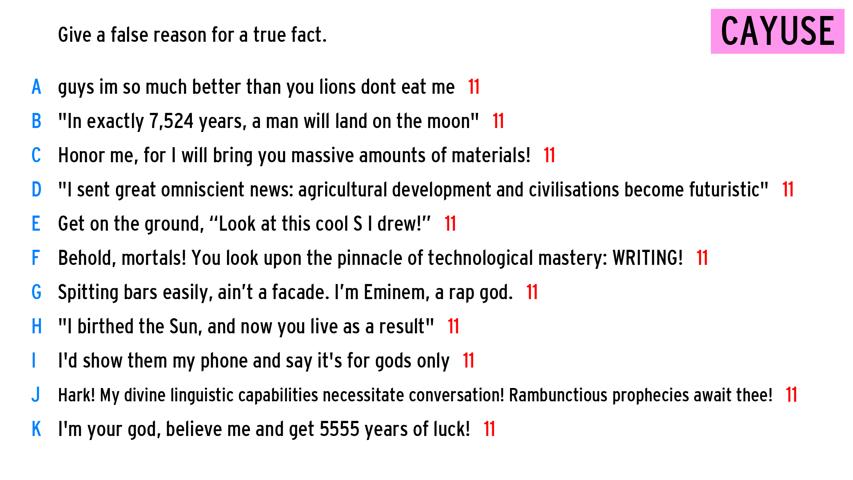 Give a false reason for a true fact.
CAYUSE
A guys im so much better than you lions dont eat me 11
B "In exactly 7,524 years, a man will land on the moon" 11
C Honor me, for I will bring you massive amounts of materials! 11
D "I sent great omniscient news: agricultural development and civilisations become futuristic" 11
E Get on the ground, “Look at this cool S I drew!” 11
F Behold, mortals! You look upon the pinnacle of technological mastery: WRITING! 11
G Spitting bars easily, ain’t a facade. I’m Eminem, a rap god. 11
H "I birthed the Sun, and now you live as a result" 11
I I'd show them my phone and say it's for gods only 11
J Hark! My divine linguistic capabilities necessitate conversation! Rambunctious prophecies await thee! 11
K I'm your god, believe me and get 5555 years of luck! 11